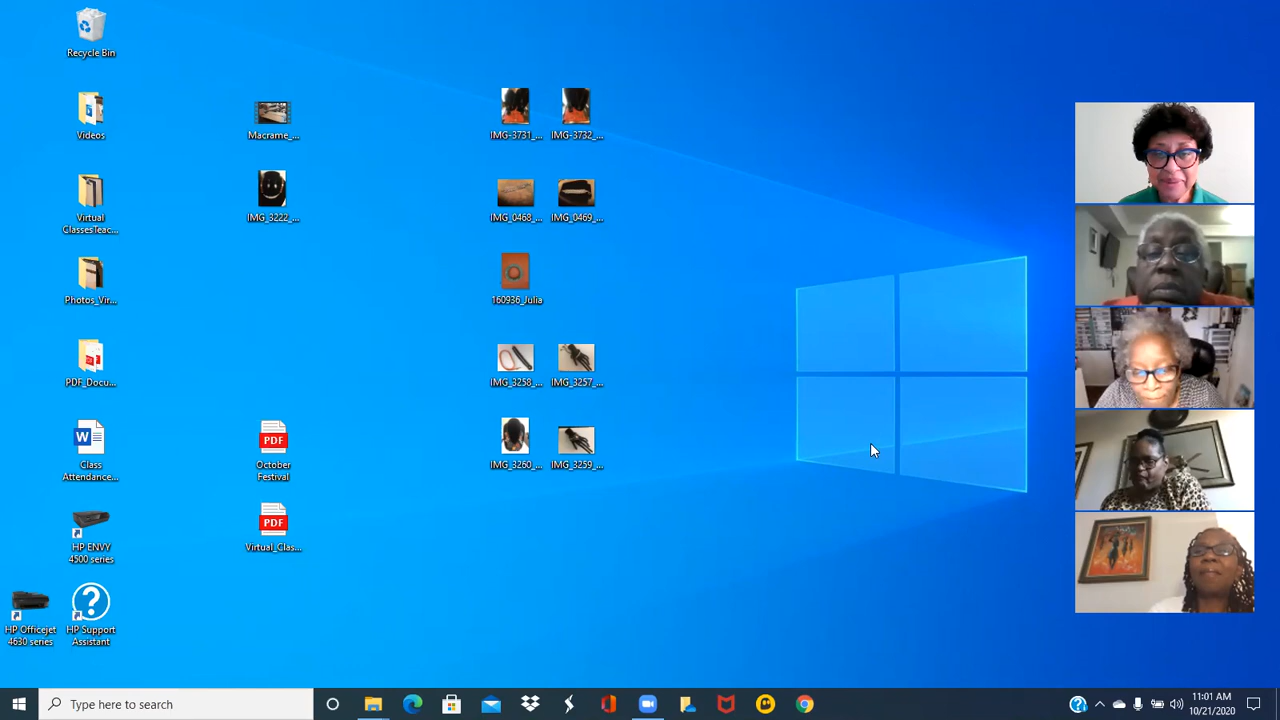 Recycle Bin
Videos
Macrame_...
IMG-3731_...
IMG-3732_...
Virtual
ClassesTeac...
IMG_3222_...
IMG_0468_...
IMG_0469_...
Photos_Vir...
160936_Julia
PDF_Docu...
IMG_3258_...
IMG_3257_...
W
Class
Attendance...
PDF
October
Festival
IMG_3260_...
IMG_3259_...
HP ENVY
4500 series
PDF
Virtual_Clas...
HP Officejet
4630 series
?
HP Support
Assistant
Type here to search
?
11:01 AM
10/21/2020